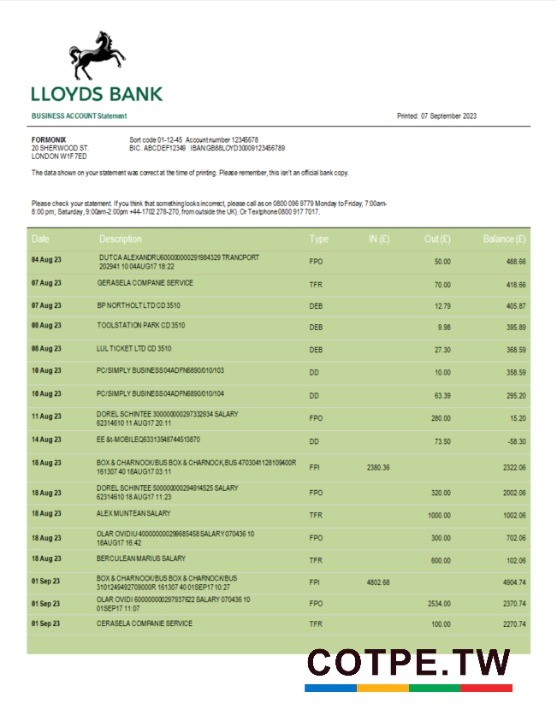 LLOYDS BANK
BUSINESS ACCOUNT Statement
Printed: 07 September 2023
FORMONIX
20 SHERWOOD ST.
LONDON W1F 7ED
Sort code 01-12-45 Account number 12345678
BIC. ABCDEF12349 IBAN:GB88LOYD30009123456789
The data shown on your statement was correct at the time of printing. Please remember, this isn't an official bank copy.
Please check your statement. If you think that something looks incorrect, please call as on 0800 096 9779 Monday to Friday, 7:00am-
8:00 pm, Saturday, 9:00am-2:00pm +44-1702 278-270, from outside the UK). Or Textphone 0800 917 7017.
Date Description Type IN (£) Out (£) Balance (£)
04 Aug 23 DUTCA ALEXANDRU600000000291984329 TRANCPORT FPO 50.00 488.66
202941 10 04AUG17 18:22
07 Aug 23 GERASELA COMPANIE SERVICE TFR 70.00 418.66
07 Aug 23 BP NORTHOLT LTD CD 3510 DEB 12.79 405.87
08 Aug 23 TOOLSTATION PARK CD 3510 DEB 9.98 395.89
08 Aug 23 LUL TICKET LTD CD 3510 DEB 27.30 368.59
10 Aug 23 PC/SIMPLY BUSINESS04ADFN6890/010/103 DD 10.00 358.59
10 Aug 23 PC/SIMPLY BUSINESS04ADFN6890/010/104 DD 63.39 295.20
11 Aug 23 DOREL SCHINTEE 300000000297332934 SALARY FPO 280.00 15.20
62314610 11 AUG17 20:11
14 Aug 23 EE &t-MOBILEQ63313548744513870 DD 73.50 -58.30
18 Aug 23 BOX & CHARNOCK/BUS BOX & CHARNOCK,BUS 4703041128109400R FPI 2380.36 2322.06
161307 40 18AUG17 03:11
18 Aug 23 DOREL SCHINTEE 500000000294914525 SALARY FPO 320.00 2002.06
62314610 18 AUG17 11:23
18 Aug 23 ALEX MUNTEAN SALARY TFR 1000.00 1002.06
18 Aug 23 OLAR OVIDIU 400000000299685458 SALARY 070436 10 FPO 300.00 702.06
18AUG17 16:42
18 Aug 23 BERCULEAN MARIUS SALARY TFR 600.00 102.06
01 Sep 23 BOX & CHARNOCK/BUS BOX & CHARNOCK/BUS FPI 4802.68 4904.74
3101249492709000R 161307 40 01SEP17 10:27
01 Sep 23 OLAR OVIDI 600000000297937622 SALARY 070436 10 FPO 2534.00 2370.74
01SEP17 11:07
01 Sep 23 CERASELA COMPANIE SERVICE TFR 100.00 2270.74
COTPE.TW